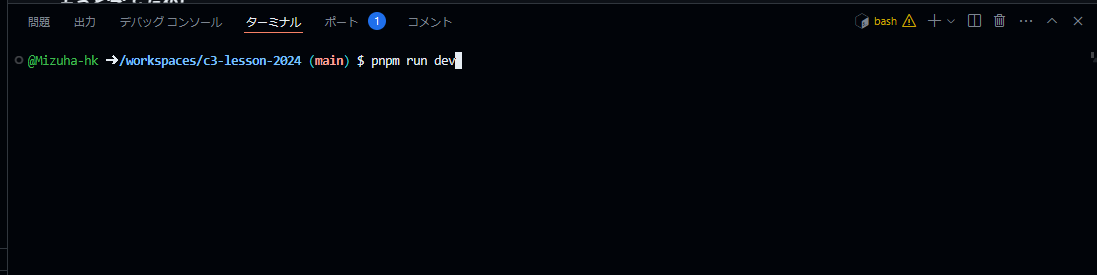 問題 出力 デバッグ コンソール ターミナル ポート 1 コメント bash
@Mizuha-hk ➜/workspaces/c3-lesson-2024 (main) $ pnpm run dev